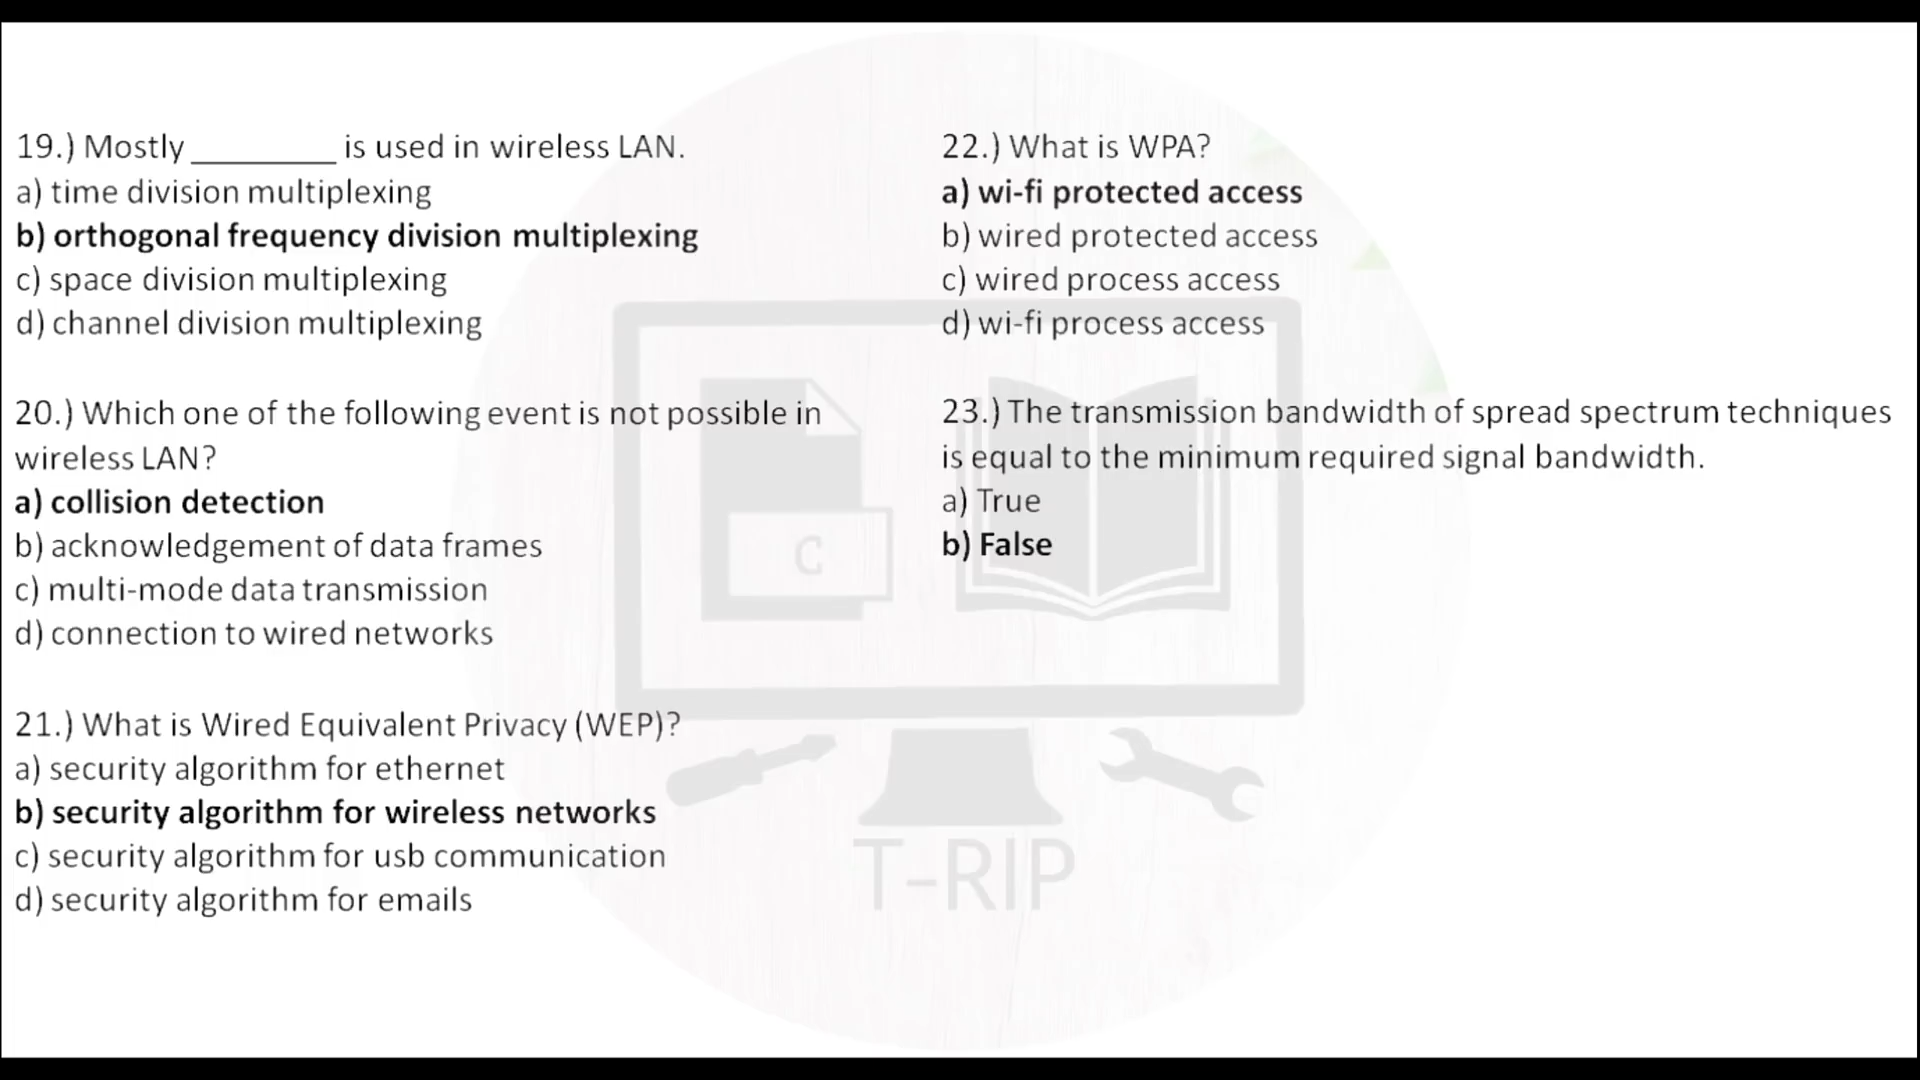 19.) Mostly _________ is used in wireless LAN.
a) time division multiplexing
b) orthogonal frequency division multiplexing
c) space division multiplexing
d) channel division multiplexing
20.) Which one of the following event is not possible in
wireless LAN?
a) collision detection
b) acknowledgement of data frames
c) multi-mode data transmission
d) connection to wired networks
21.) What is Wired Equivalent Privacy (WEP)?
a) security algorithm for ethernet
b) security algorithm for wireless networks
c) security algorithm for usb communication
d) security algorithm for emails
22.) What is WPA?
a) wi-fi protected access
b) wired protected access
c) wired process access
d) wi-fi process access
23.) The transmission bandwidth of spread spectrum techniques
is equal to the minimum required signal bandwidth.
a) True
b) False
C
T-RIP